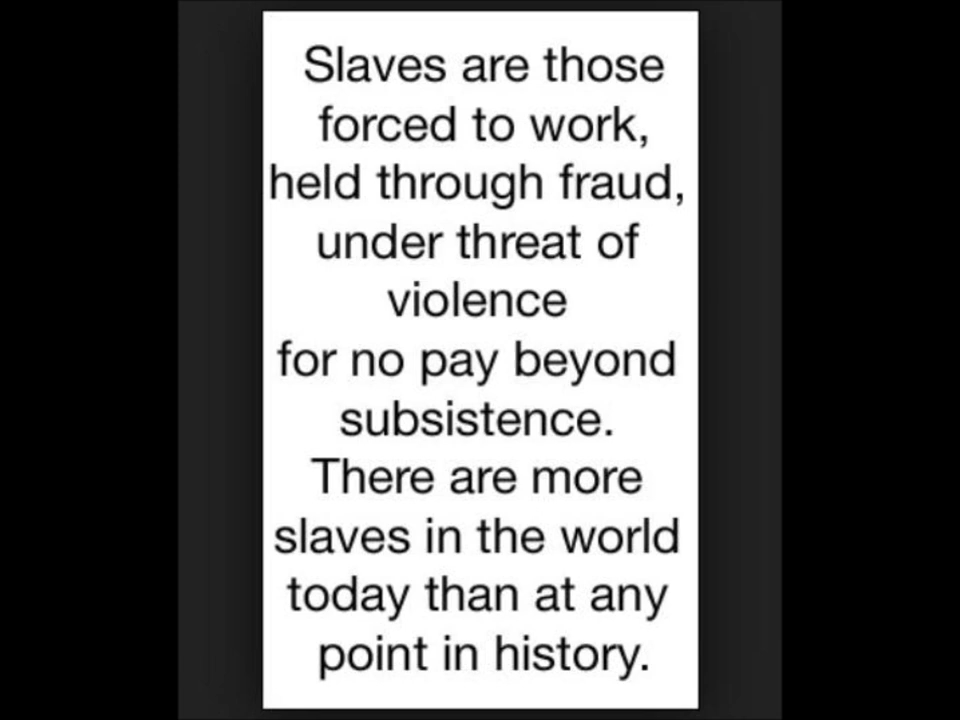 Slaves are those
forced to work,
held through fraud,
under threat of
violence
for no pay beyond
subsistence.
There are more
slaves in the world
today than at any
point in history.